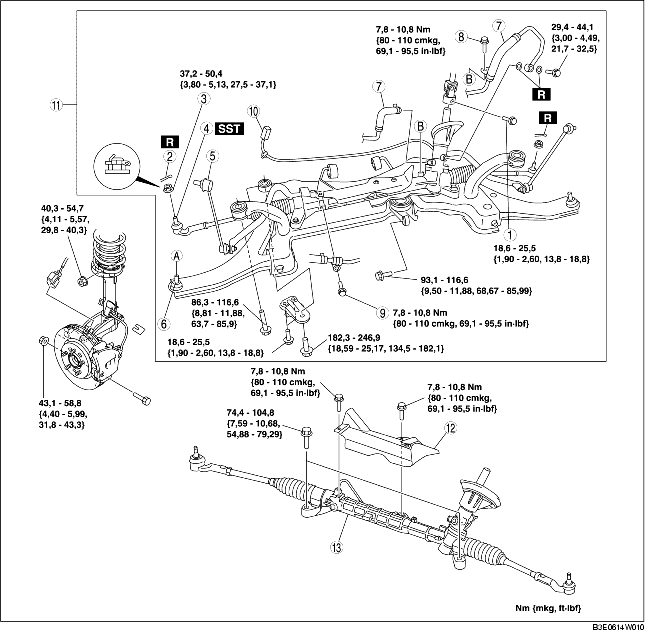 7,8 - 10,8 Nm
{80 - 110 cmkg,
69,1 - 95,5 in-lbf}
8
7
29,4 - 44,1
{3,00 - 4,49,
21,7 - 32,5}
B
R
R
37,2 - 50,4
{3,80 - 5,13, 27,5 - 37,1}
3
7
11
10
R
2
4
SST
5
B
1
18,6 - 25,5
{1,90 - 2,60, 13,8 - 18,8}
40,3 - 54,7
{4,11 - 5,57,
29,8 - 40,3}
A
6
86,3 - 116,6
{8,81 - 11,88,
63,7 - 85,9}
93,1 - 116,6
{9,50 - 11,88, 68,67 - 85,99}
9
7,8 - 10,8 Nm
{80 - 110 cmkg, 69,1 - 95,5 in-lbf}
18,6 - 25,5
{1,90 - 2,60, 13,8 - 18,8}
182,3 - 246,9
{18,59 - 25,17, 134,5 - 182,1}
43,1 - 58,8
{4,40 - 5,99,
31,8 - 43,3}
7,8 - 10,8 Nm
{80 - 110 cmkg,
69,1 - 95,5 in-lbf}
7,8 - 10,8 Nm
{80 - 110 cmkg,
69,1 - 95,5 in-lbf}
74,4 - 104,8
{7,59 - 10,68,
54,88 - 79,29}
12
13
Nm {mkg, ft-lbf}
B3E0614W010